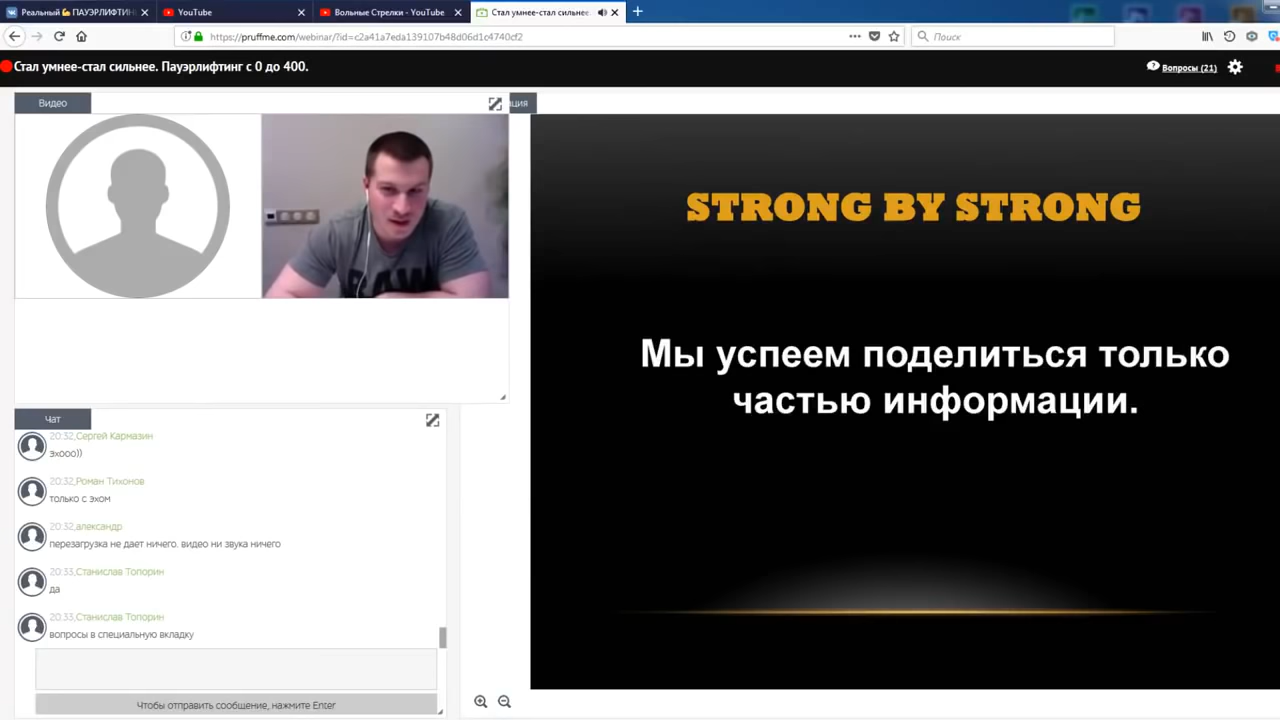 Реальный 💪 ПАУЭРЛИФТИН
YouTube
Вольные Стрелки - YouTube
Стал умнее-стал сильнее.
https://pruffme.com/webinar/?id=c2a41a7eda139107b48d06d1c4740cf2
Поиск
Стал умнее-стал сильнее. Пауэрлифтинг с 0 до 400.
Вопросы (21)
Видео
ция
RAW
STRONG BY STRONG
Мы успеем поделиться только
частью информации.
Чат
20:32,Сергей Кармазин
эхооо))
20:32,Роман Тихонов
только с эхом
20:32,александр
перезагрузка не дает ничего. видео ни звука ничего
20:33,Станислав Топорин
да
20:33,Станислав Топорин
вопросы в специальную вкладку
Чтобы отправить сообщение, нажмите Enter